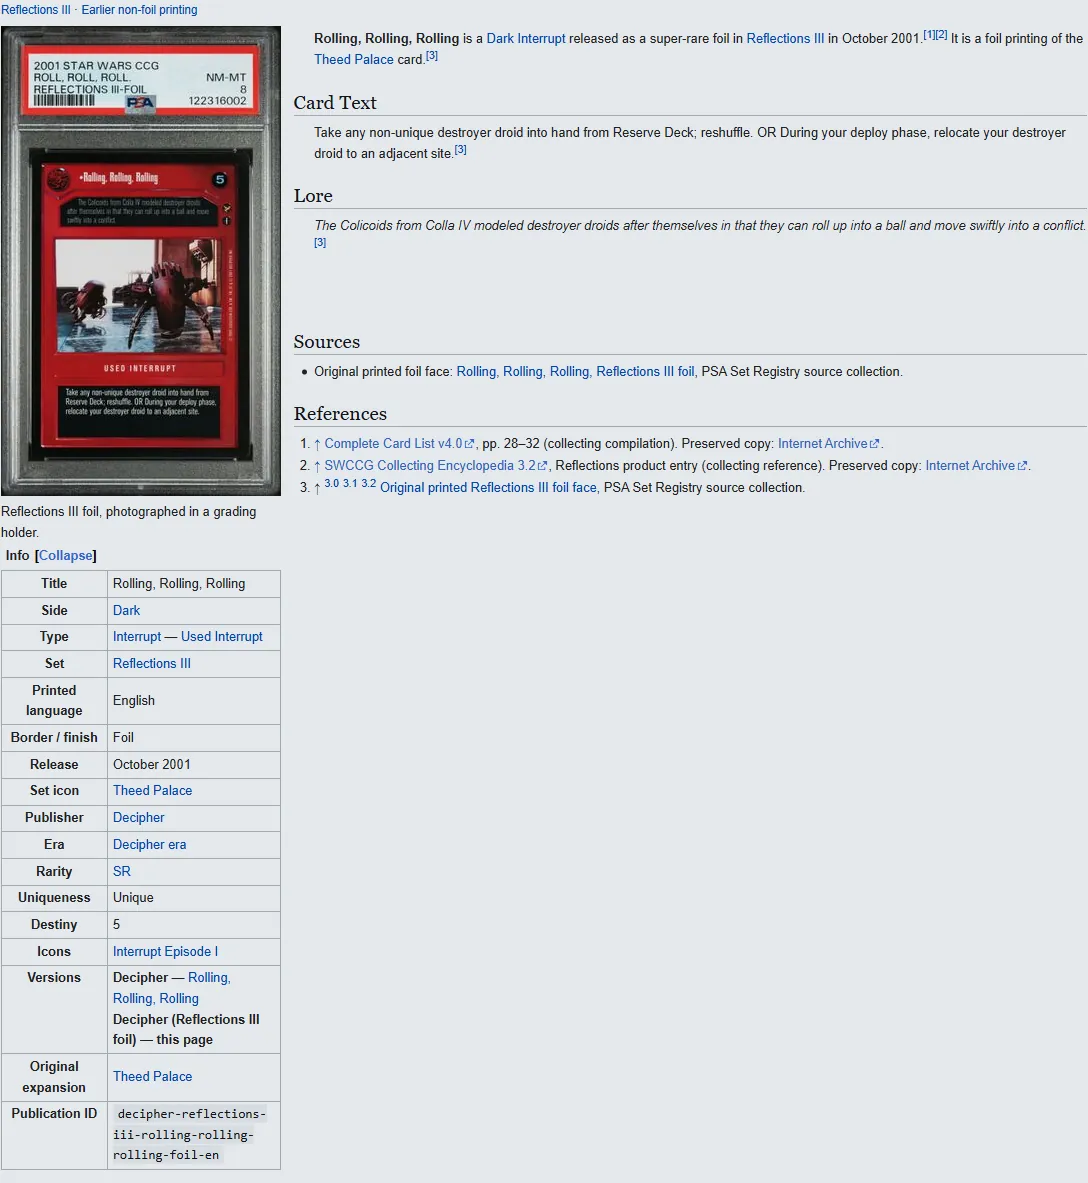 Reflections III · Earlier non-foil printing
2001 STAR WARS CCG
ROLL, ROLL, ROLL. NM-MT
REFLECTIONS III-FOIL 8
PSA 122316002
•Rolling, Rolling, Rolling 5
The Colicoids from Colla IV modeled destroyer droids
after themselves in that they can roll up into a ball and move
swiftly into a conflict.
USED INTERRUPT
Take any non-unique destroyer droid into hand from
Reserve Deck; reshuffle. OR During your deploy phase,
relocate your destroyer droid to an adjacent site.
Reflections III foil, photographed in a grading
holder.
Info [Collapse]
Title Rolling, Rolling, Rolling
Side Dark
Type Interrupt — Used Interrupt
Set Reflections III
Printed
language English
Border / finish Foil
Release October 2001
Set icon Theed Palace
Publisher Decipher
Era Decipher era
Rarity SR
Uniqueness Unique
Destiny 5
Icons Interrupt Episode I
Versions Decipher — Rolling,
Rolling, Rolling
Decipher (Reflections III
foil) — this page
Original
expansion Theed Palace
Publication ID decipher-reflections-
iii-rolling-rolling-
rolling-foil-en
Rolling, Rolling, Rolling is a Dark Interrupt released as a super-rare foil in Reflections III in October 2001.[1][2] It is a foil printing of the
Theed Palace card.[3]
Card Text
Take any non-unique destroyer droid into hand from Reserve Deck; reshuffle. OR During your deploy phase, relocate your destroyer
droid to an adjacent site.[3]
Lore
The Colicoids from Colla IV modeled destroyer droids after themselves in that they can roll up into a ball and move swiftly into a conflict.
[3]
Sources
• Original printed foil face: Rolling, Rolling, Rolling, Reflections III foil, PSA Set Registry source collection.
References
1. ↑ Complete Card List v4.0, pp. 28–32 (collecting compilation). Preserved copy: Internet Archive.
2. ↑ SWCCG Collecting Encyclopedia 3.2, Reflections product entry (collecting reference). Preserved copy: Internet Archive.
3. ↑ 3.0 3.1 3.2 Original printed Reflections III foil face, PSA Set Registry source collection.